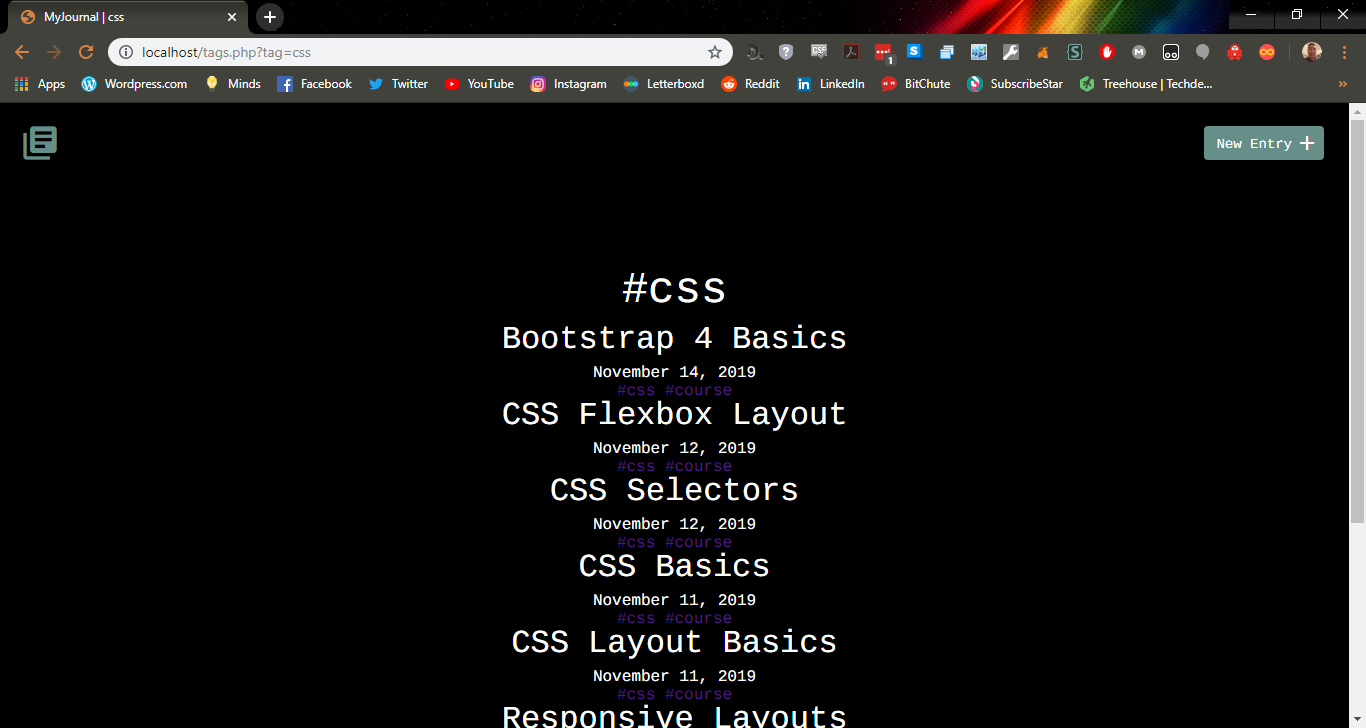 MyJournal | css
localhost/tags.php?tag=css
CSS
1
S
S
M
Apps Wordpress.com Minds Facebook Twitter YouTube Instagram Letterboxd Reddit LinkedIn BitChute SubscribeStar Treehouse | Techde... »
New Entry +
#css
Bootstrap 4 Basics
November 14, 2019
#css #course
CSS Flexbox Layout
November 12, 2019
#css #course
CSS Selectors
November 12, 2019
#css #course
CSS Basics
November 11, 2019
#css #course
CSS Layout Basics
November 11, 2019
#css #course
Responsive Layouts